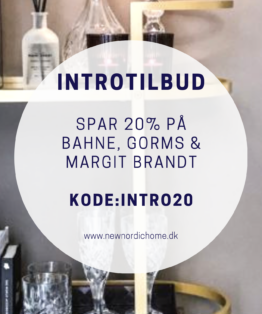 INTROTILBUD
SPAR 20% PÅ
BAHNE, GORMS &
MARGIT BRANDT
KODE:INTRO20
www.newnordichome.dk